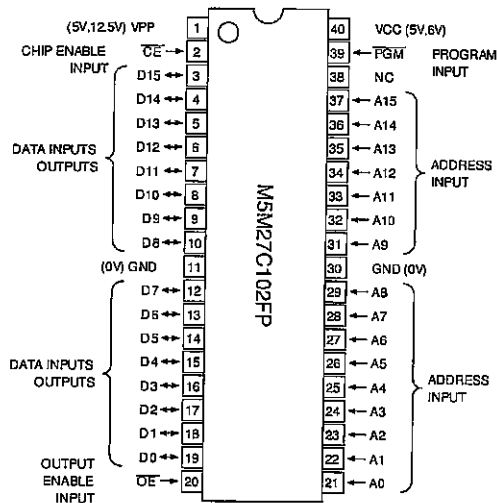 (5V,12.5V) VPP 1 40 VCC (5V,6V)
CHIP ENABLE INPUT CE 2 39 PGM PROGRAM INPUT
D15 3 38 NC
D14 4 37 A15
D13 5 36 A14
D12 6 35 A13
DATA INPUTS OUTPUTS
D11 7 34 A12
ADDRESS INPUT
D10 8 33 A11
D9 9 32 A10
D8 10 31 A9
(0V) GND 11 30 GND (0V)
M5M27C102FP
D7 12 29 A8
D6 13 28 A7
D5 14 27 A6
D4 15 26 A5
DATA INPUTS OUTPUTS
D3 16 25 A4
ADDRESS INPUT
D2 17 24 A3
D1 18 23 A2
D0 19 22 A1
OUTPUT ENABLE INPUT OE 20 21 A0